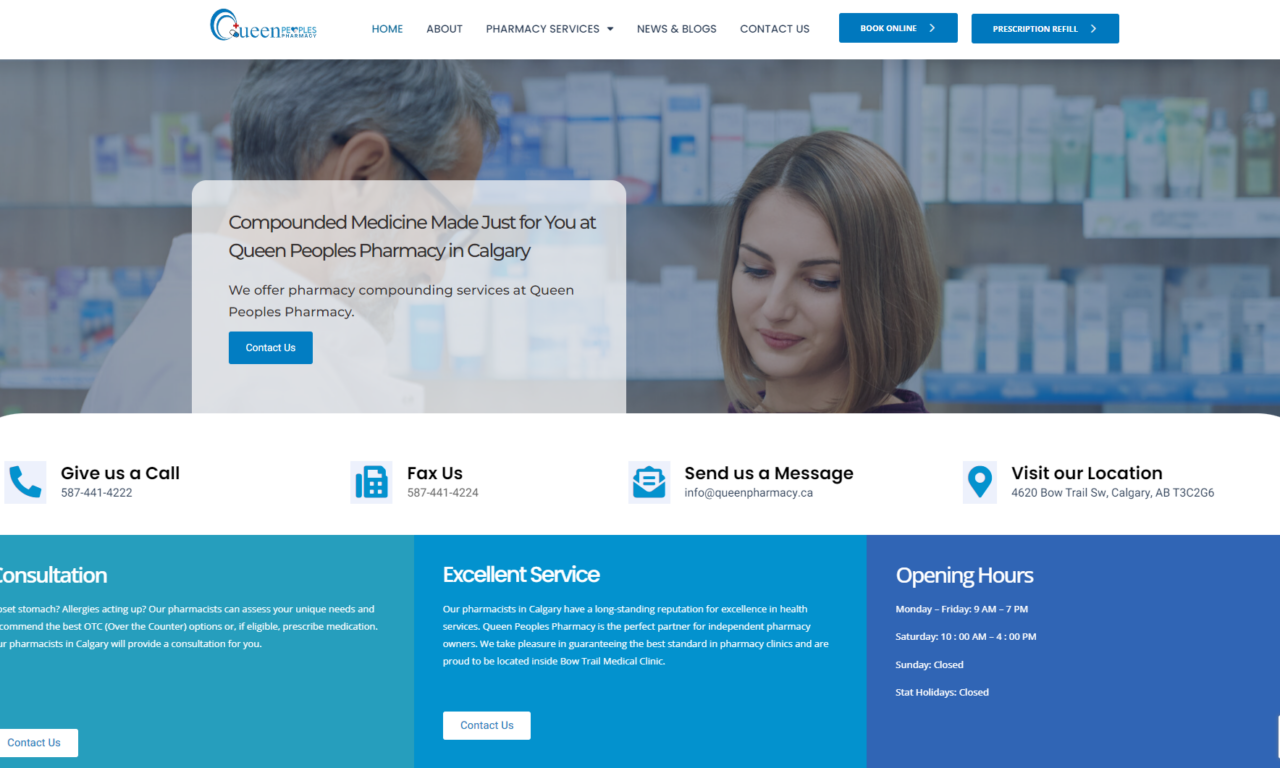 Queen PEOPLES
PHARMACY
HOME
ABOUT
PHARMACY SERVICES
NEWS & BLOGS
CONTACT US
BOOK ONLINE
PRESCRIPTION REFILL
Compounded Medicine Made Just for You at
Queen Peoples Pharmacy in Calgary
We offer pharmacy compounding services at Queen
Peoples Pharmacy.
Contact Us
Give us a Call
587-441-4222
Fax Us
587-441-4224
Send us a Message
info@queenpharmacy.ca
Visit our Location
4620 Bow Trail Sw, Calgary, AB T3C2G6
Consultation
pset stomach? Allergies acting up? Our pharmacists can assess your unique needs and
commend the best OTC (Over the Counter) options or, if eligible, prescribe medication.
ur pharmacists in Calgary will provide a consultation for you.
Contact Us
Excellent Service
Our pharmacists in Calgary have a long-standing reputation for excellence in health
services. Queen Peoples Pharmacy is the perfect partner for independent pharmacy
owners. We take pleasure in guaranteeing the best standard in pharmacy clinics and are
proud to be located inside Bow Trail Medical Clinic.
Contact Us
Opening Hours
Monday – Friday: 9 AM – 7 PM
Saturday: 10 : 00 AM – 4 : 00 PM
Sunday: Closed
Stat Holidays: Closed